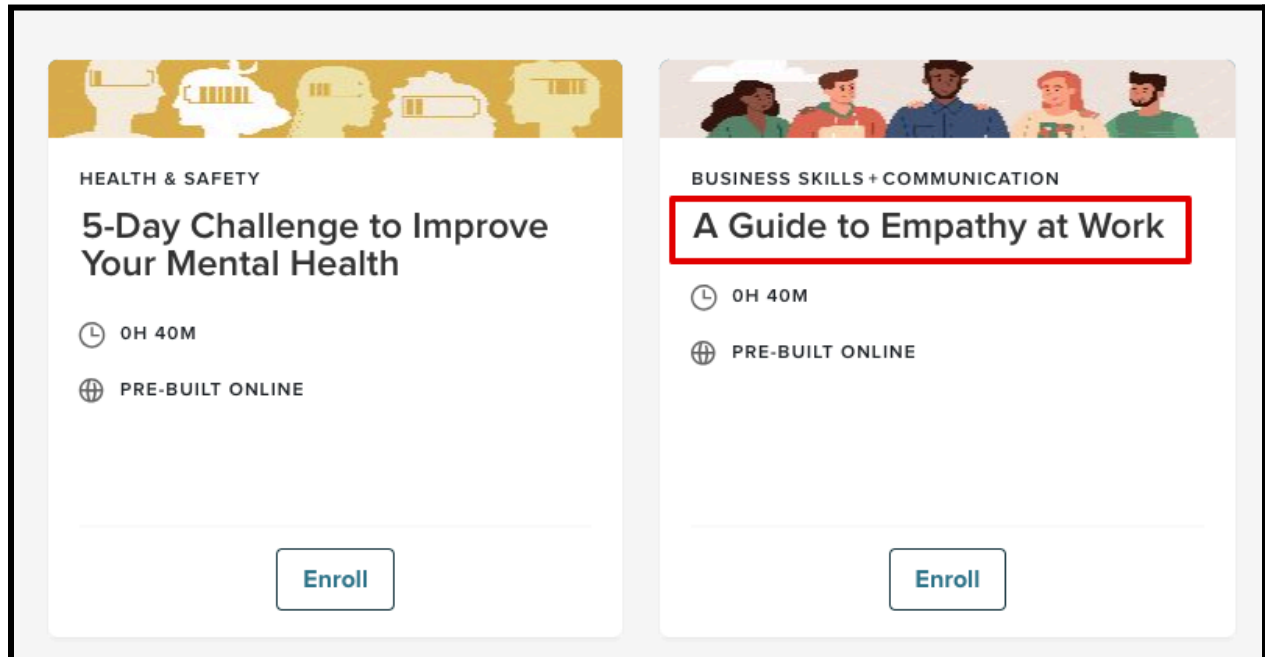 HEALTH & SAFETY
5-Day Challenge to Improve
Your Mental Health
0H 40M
PRE-BUILT ONLINE
Enroll
BUSINESS SKILLS + COMMUNICATION
A Guide to Empathy at Work
0H 40M
PRE-BUILT ONLINE
Enroll